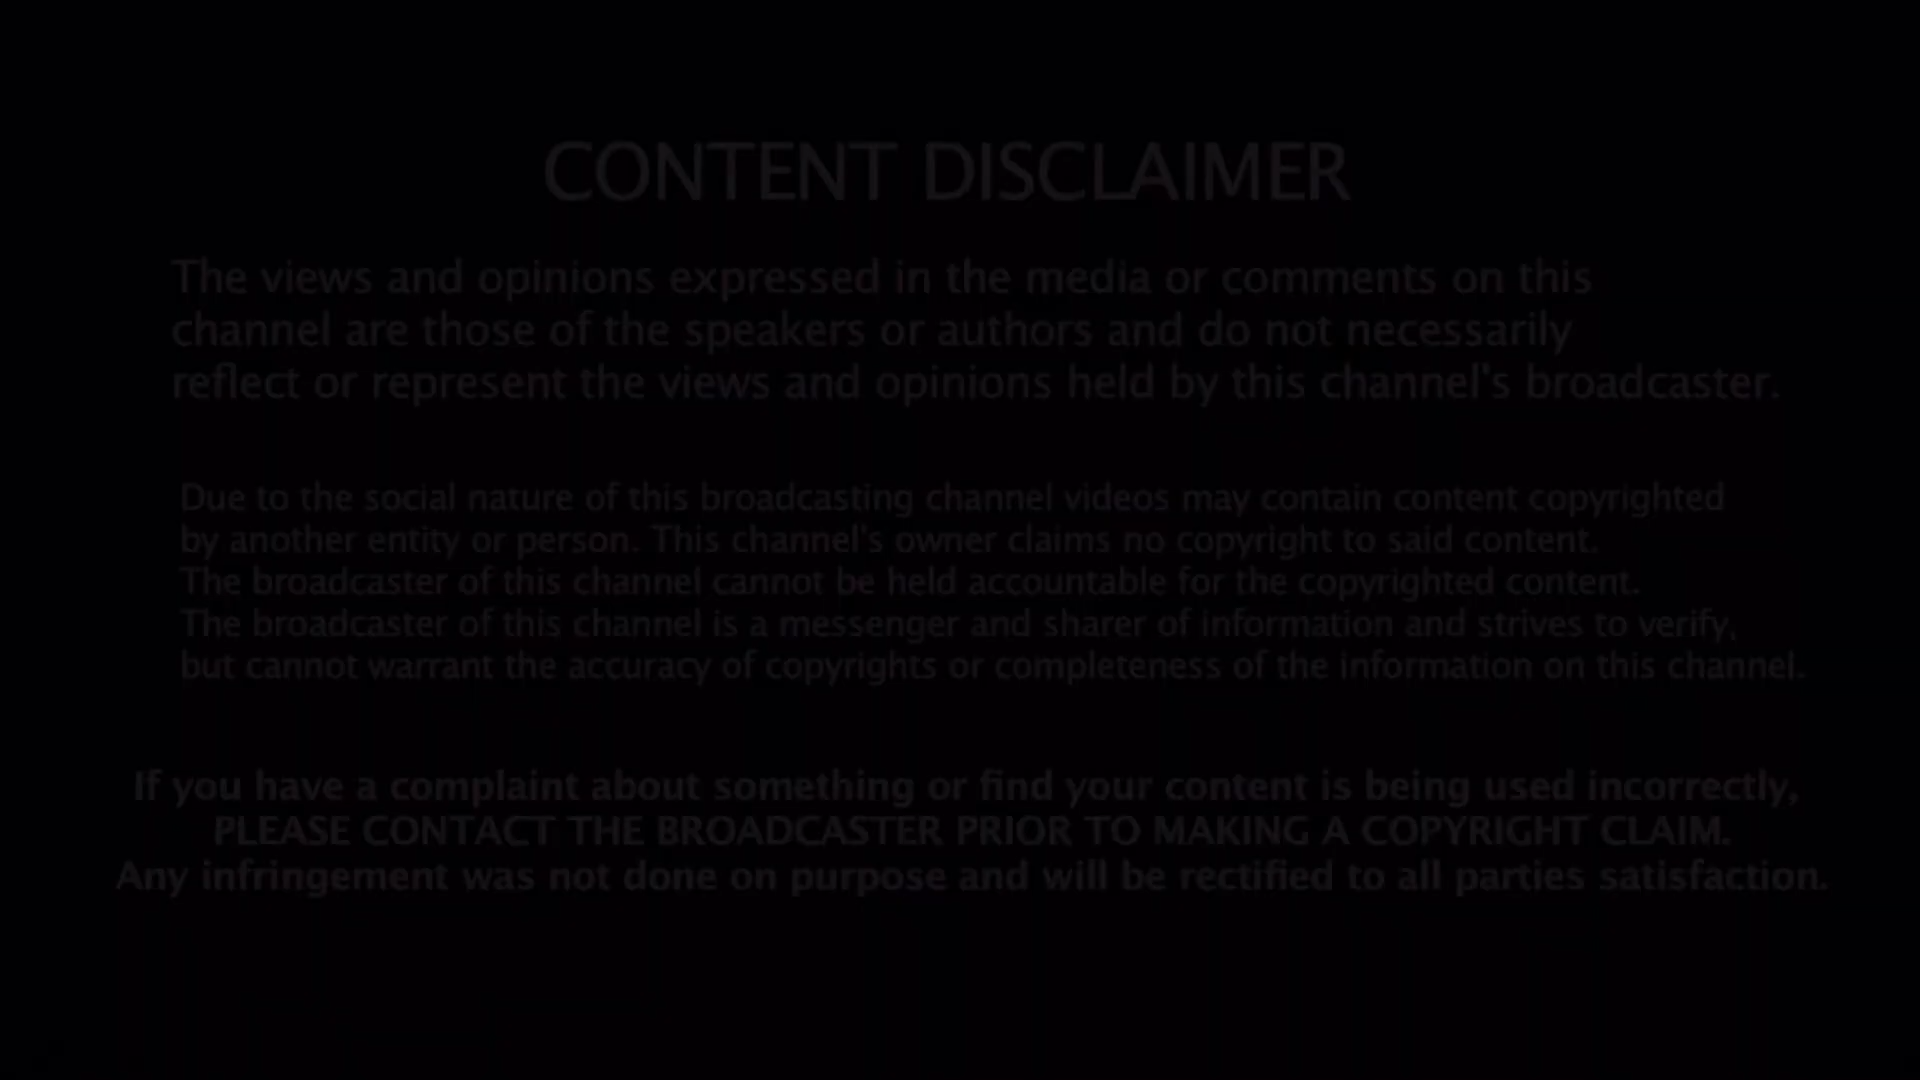 CONTENT DISCLAIMER
The views and opinions expressed in the media or comments on this
channel are those of the speakers or authors and do not necessarily
reflect or represent the views and opinions held by this channel's broadcaster.
Due to the social nature of this broadcasting channel videos may contain content copyrighted
by another entity or person. This channel's owner claims no copyright to said content.
The broadcaster of this channel cannot be held accountable for the copyrighted content.
The broadcaster of this channel is a messenger and sharer of information and strives to verify,
but cannot warrant the accuracy of copyrights or completeness of the information on this channel.
If you have a complaint about something or find your content is being used incorrectly,
PLEASE CONTACT THE BROADCASTER PRIOR TO MAKING A COPYRIGHT CLAIM.
Any infringement was not done on purpose and will be rectified to all parties satisfaction.